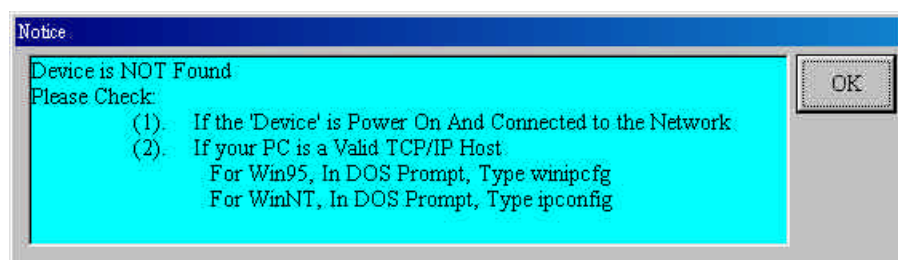 Notice
Device is NOT Found
Please Check:
(1). If the 'Device' is Power On And Connected to the Network
(2). If your PC is a Valid TCP/IP Host
For Win95, In DOS Prompt, Type winipcfg
For WinNT, In DOS Prompt, Type ipconfig
OK